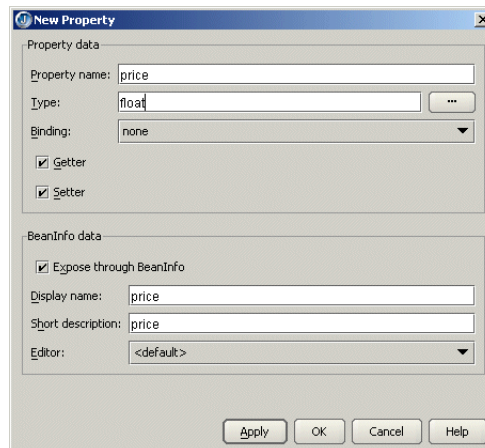 New Property
Property data
Property name: price
Type: float ...
Binding: none
Getter
Setter
BeanInfo data
Expose through BeanInfo
Display name: price
Short description: price
Editor: <default>
Apply OK Cancel Help